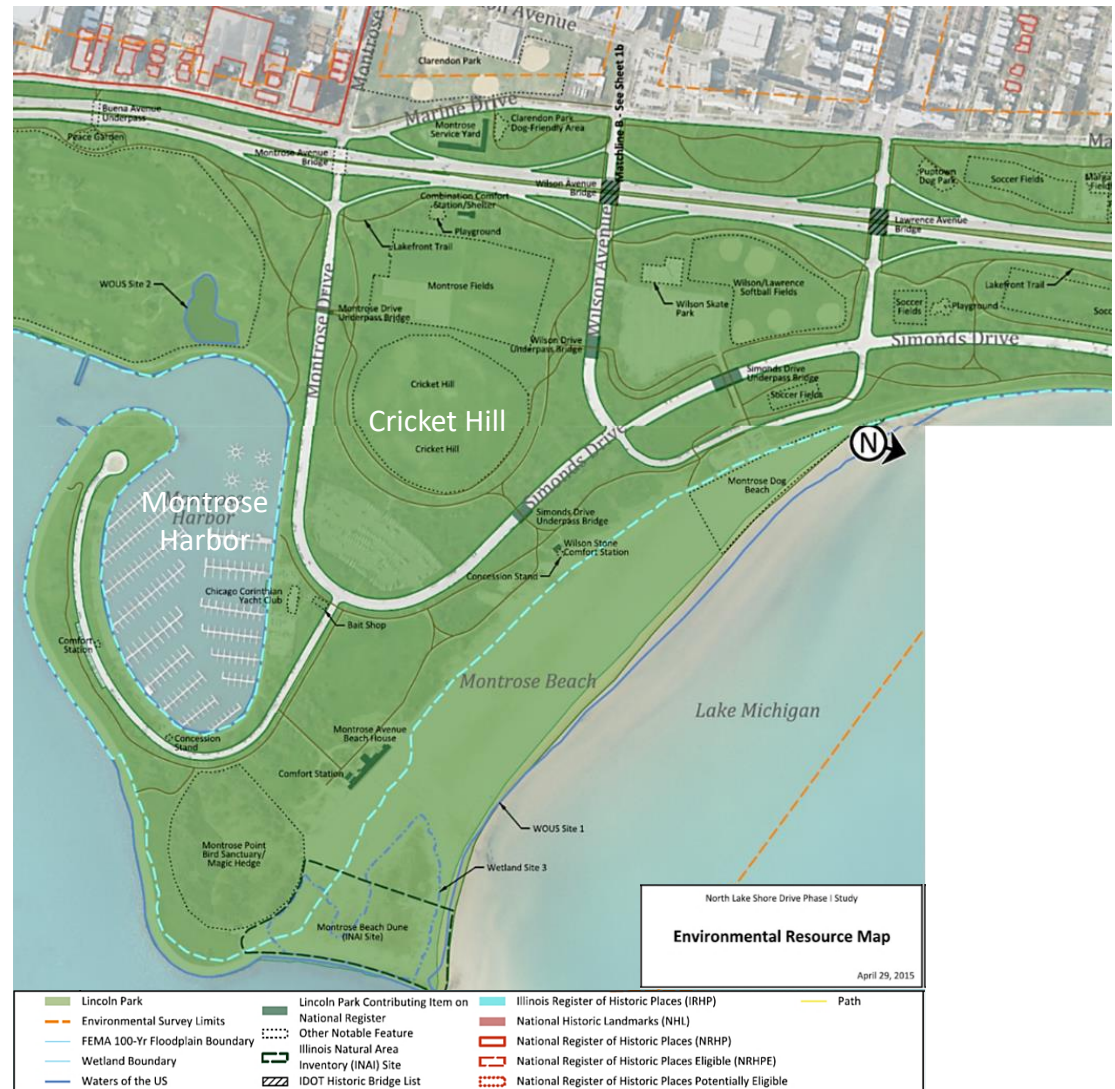 Avenue
Montrose
Clarendon Park
Matchline B - See Sheet 1b
Buena Avenue
Underpass
Marine Drive
Clarendon Park
Dog-Friendly Area
Montrose
Service Yard
Peace Garden
Montrose Avenue
Bridge
Wilson Avenue
Bridge
Puptown
Dog Park
Soccer Fields
Lawrence Avenue
Bridge
Combination Comfort
Station/Shelter
Playground
Lakefront Trail
Wilson Avenue
WOUS Site 2
Montrose Drive
Montrose Fields
Wilson Skate
Park
Wilson/Lawrence
Softball Fields
Lakefront Trail
Soccer
Fields
Playground
Montrose Drive
Underpass Bridge
Wilson Drive
Underpass Bridge
Simonds Drive
Simonds Drive
Underpass Bridge
Soccer Fields
Cricket Hill
Cricket Hill
Cricket Hill
N
Simonds Drive
Montrose Dog
Beach
Montrose
Harbor
Montrose
Harbor
Simonds Drive
Underpass Bridge
Wilson Stone
Comfort Station
Concession Stand
Chicago Corinthian
Yacht Club
Bait Shop
Comfort
Station
Montrose Beach
Lake Michigan
Concession
Stand
Montrose Avenue
Beach House
Comfort Station
WOUS Site 1
Montrose Point
Bird Sanctuary/
Magic Hedge
Wetland Site 3
Montrose Beach Dune
(INAI Site)
North Lake Shore Drive Phase I Study
Environmental Resource Map
April 29, 2015
Lincoln Park
Environmental Survey Limits
FEMA 100-Yr Floodplain Boundary
Wetland Boundary
Waters of the US
Lincoln Park Contributing Item on
National Register
Other Notable Feature
Illinois Natural Area
Inventory (INAI) Site
IDOT Historic Bridge List
Illinois Register of Historic Places (IRHP)
National Historic Landmarks (NHL)
National Register of Historic Places (NRHP)
National Register of Historic Places Eligible (NRHPE)
National Register of Historic Places Potentially Eligible
Path